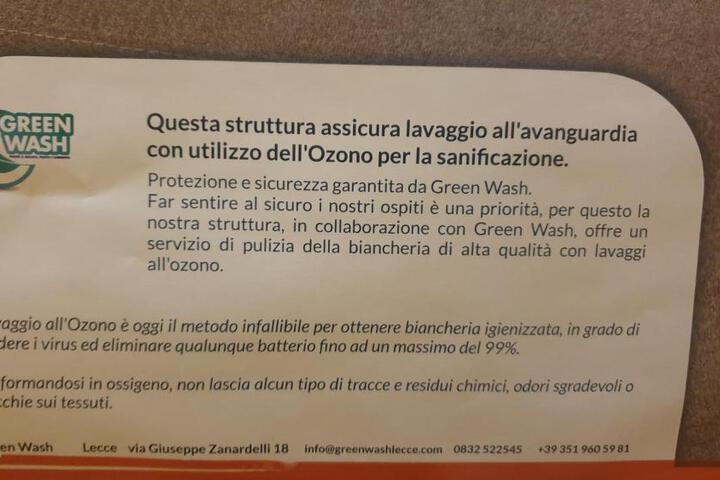 GREEN
WASH
Questa struttura assicura lavaggio all'avanguardia
con utilizzo dell'Ozono per la sanificazione.
Protezione e sicurezza garantita da Green Wash.
Far sentire al sicuro i nostri ospiti è una priorità, per questo la
nostra struttura, in collaborazione con Green Wash, offre un
servizio di pulizia della biancheria di alta qualità con lavaggi
all'ozono.
vaggio all'Ozono è oggi il metodo infallibile per ottenere biancheria igienizzata, in grado di
dere i virus ed eliminare qualunque batterio fino ad un massimo del 99%.
formandosi in ossigeno, non lascia alcun tipo di tracce e residui chimici, odori sgradevoli o
chie sui tessuti.
en Wash Lecce via Giuseppe Zanardelli 18 info@greenwashlecce.com 0832 522545 +39 351 960 59 81